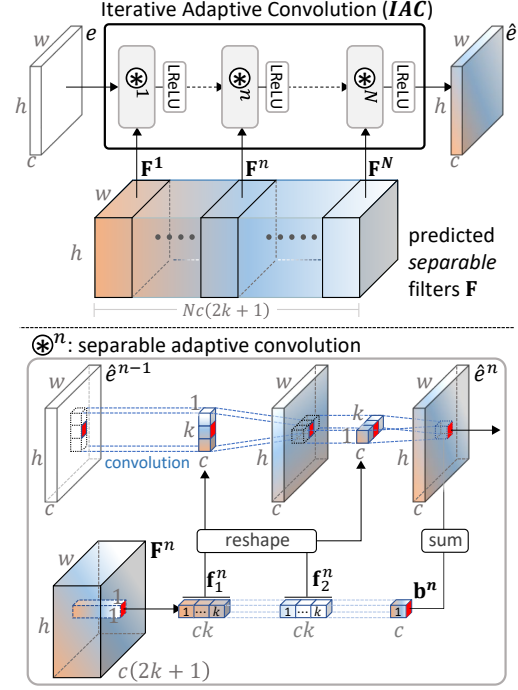 Iterative Adaptive Convolution (IAC)
w e ê
h
c
⊛¹ LReLU ⊛ⁿ LReLU ⊛ᴺ LReLU
h
c
F¹ Fⁿ Fᴺ
w
h
predicted
separable
filters F
Nc(2k + 1)
⊛ⁿ: separable adaptive convolution
w êⁿ⁻¹ w w êⁿ
1 k
k 1
h convolution c h c h
c c c
reshape sum
w Fⁿ
1
1
h
f₁ⁿ f₂ⁿ bⁿ
1 ... k 1 ... k 1
ck ck c
c(2k + 1)